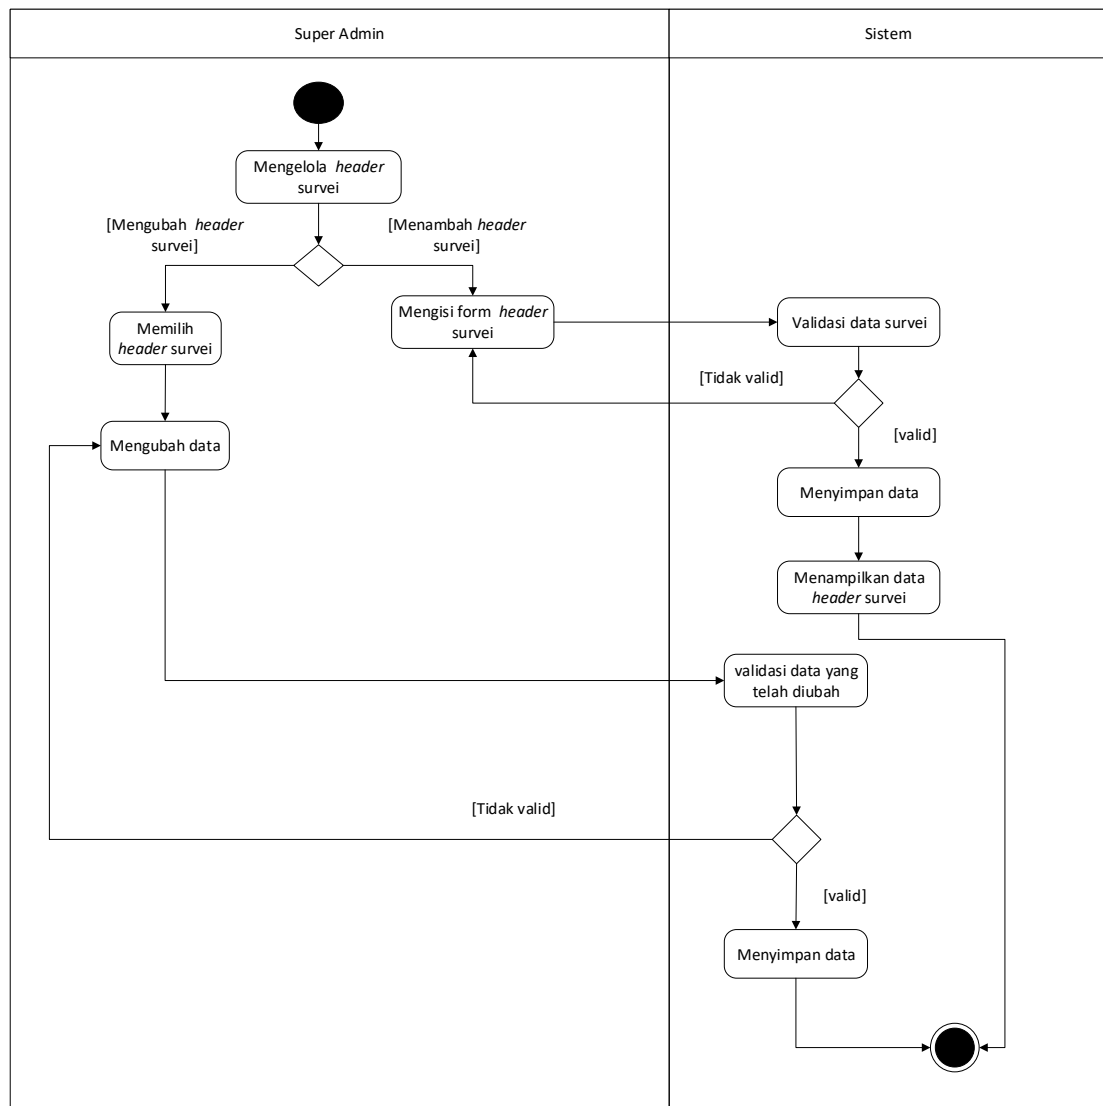 Super Admin
Sistem
Mengelola header
survei
[Mengubah header
survei]
[Menambah header
survei]
Mengisi form header
survei
Validasi data survei
Memilih
header survei
[Tidak valid]
Mengubah data
[valid]
Menyimpan data
Menampilkan data
header survei
validasi data yang
telah diubah
[Tidak valid]
[valid]
Menyimpan data